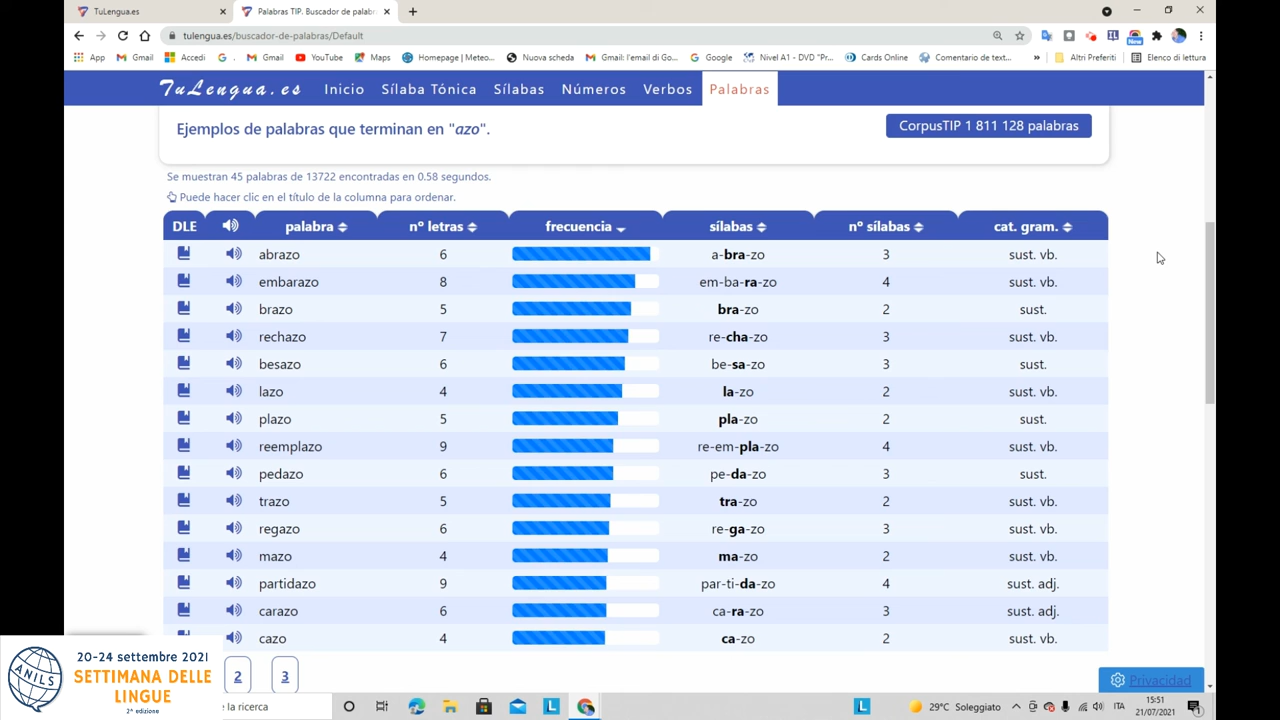 TuLengua.es
Palabras TIP. Buscador de palabr
tulengua.es/buscador-de-palabras/Default
App Gmail Accedi G . Gmail YouTube Maps Homepage | Meteo... Nuova scheda Gmail: l'email di Go... Google Nivel A1 - DVD "Pr... Cards Online Comentario de text... » Altri Preferiti Elenco di lettura
New
TuLengua.es Inicio Sílaba Tónica Sílabas Números Verbos Palabras
Ejemplos de palabras que terminan en "azo".
CorpusTIP 1 811 128 palabras
Se muestran 45 palabras de 13722 encontradas en 0.58 segundos.
Puede hacer clic en el título de la columna para ordenar.
DLE palabra nº letras frecuencia sílabas nº sílabas cat. gram.
abrazo 6 a-bra-zo 3 sust. vb.
embarazo 8 em-ba-ra-zo 4 sust. vb.
brazo 5 bra-zo 2 sust.
rechazo 7 re-cha-zo 3 sust. vb.
besazo 6 be-sa-zo 3 sust.
lazo 4 la-zo 2 sust. vb.
plazo 5 pla-zo 2 sust.
reemplazo 9 re-em-pla-zo 4 sust. vb.
pedazo 6 pe-da-zo 3 sust.
trazo 5 tra-zo 2 sust. vb.
regazo 6 re-ga-zo 3 sust. vb.
mazo 4 ma-zo 2 sust. vb.
partidazo 9 par-ti-da-zo 4 sust. adj.
carazo 6 ca-ra-zo 3 sust. adj.
cazo 4 ca-zo 2 sust. vb.
2 3
Privacidad
ANILS
20-24 settembre 2021
SETTIMANA DELLE
LINGUE
2ª edizione
e la ricerca
L
L
29°C Soleggiato
ITA
15:51
21/07/2021
1